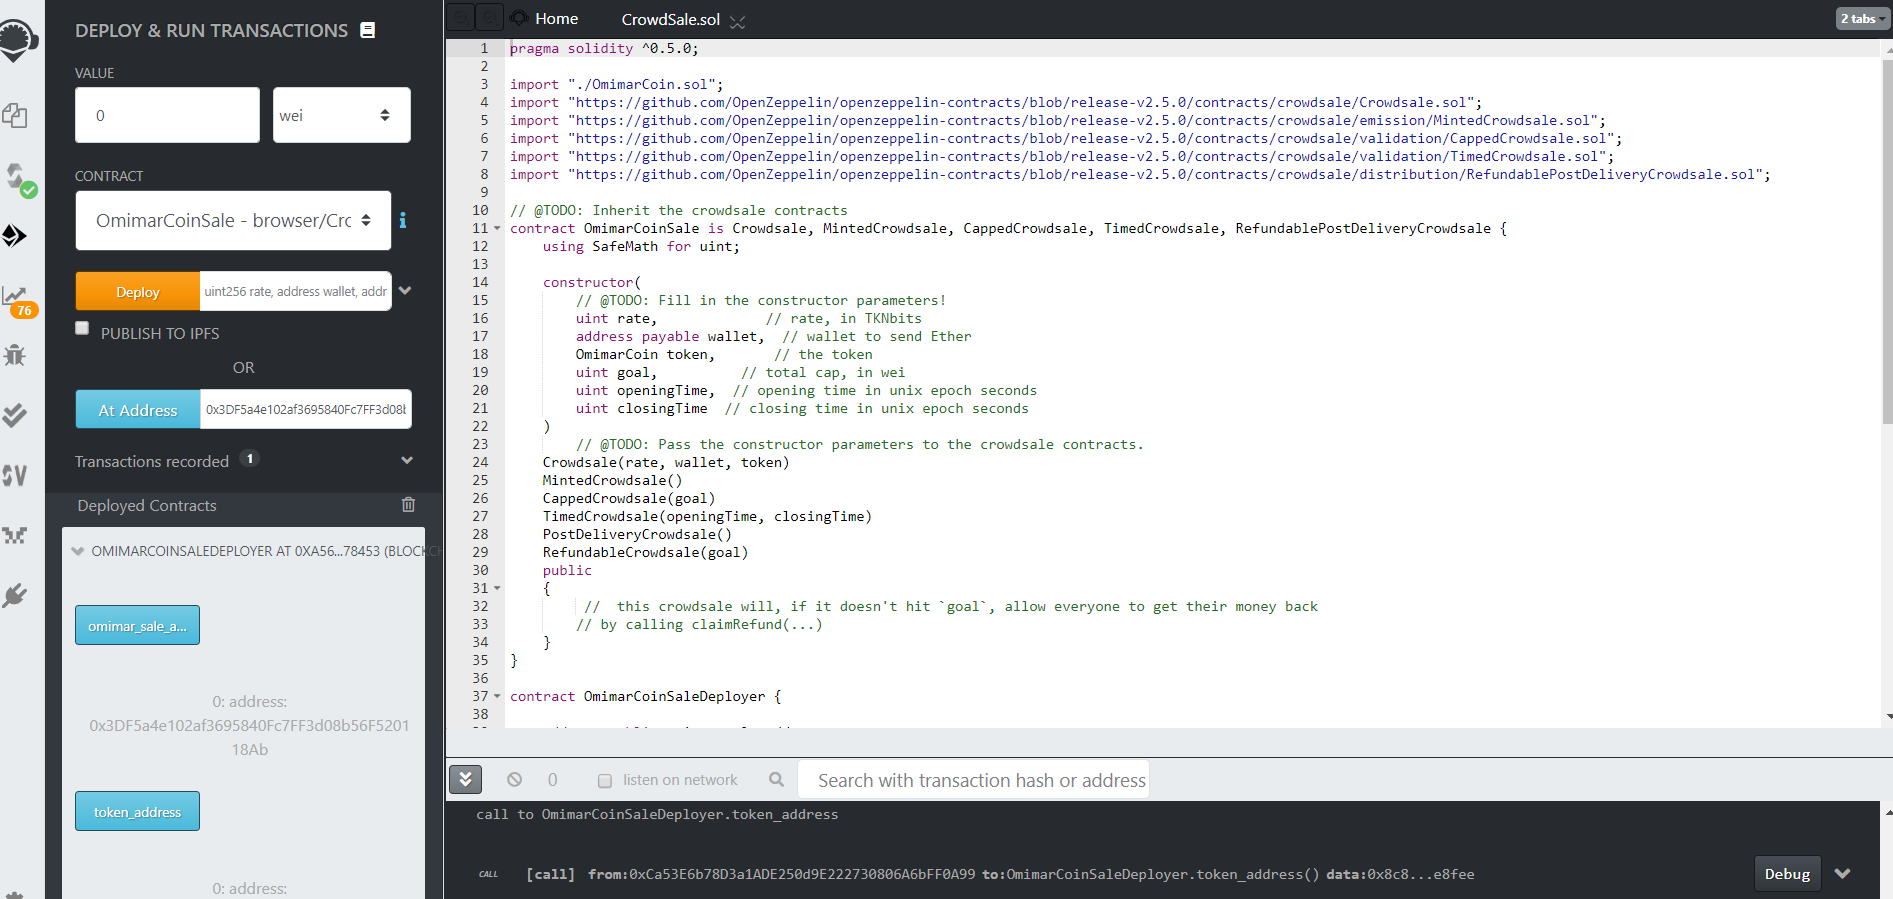 DEPLOY & RUN TRANSACTIONS
VALUE
0
wei
CONTRACT
OmimarCoinSale - browser/Crc
Deploy
uint256 rate, address wallet, addr
PUBLISH TO IPFS
OR
At Address
0x3DF5a4e102af3695840Fc7FF3d08b
Transactions recorded 1
Deployed Contracts
OMIMARCOINSALEDEPLOYER AT 0XA56...78453 (BLOCKCH
omimar_sale_a...
0: address:
0x3DF5a4e102af3695840Fc7FF3d08b56F5201
18Ab
token_address
0: address:
76
Home
CrowdSale.sol
2 tabs
1 pragma solidity ^0.5.0;
2
3 import "./OmimarCoin.sol";
4 import "https://github.com/OpenZeppelin/openzeppelin-contracts/blob/release-v2.5.0/contracts/crowdsale/Crowdsale.sol";
5 import "https://github.com/OpenZeppelin/openzeppelin-contracts/blob/release-v2.5.0/contracts/crowdsale/emission/MintedCrowdsale.sol";
6 import "https://github.com/OpenZeppelin/openzeppelin-contracts/blob/release-v2.5.0/contracts/crowdsale/validation/CappedCrowdsale.sol";
7 import "https://github.com/OpenZeppelin/openzeppelin-contracts/blob/release-v2.5.0/contracts/crowdsale/validation/TimedCrowdsale.sol";
8 import "https://github.com/OpenZeppelin/openzeppelin-contracts/blob/release-v2.5.0/contracts/crowdsale/distribution/RefundablePostDeliveryCrowdsale.sol";
9
10 // @TODO: Inherit the crowdsale contracts
11 contract OmimarCoinSale is Crowdsale, MintedCrowdsale, CappedCrowdsale, TimedCrowdsale, RefundablePostDeliveryCrowdsale {
12 using SafeMath for uint;
13
14 constructor(
15 // @TODO: Fill in the constructor parameters!
16 uint rate, // rate, in TKNbits
17 address payable wallet, // wallet to send Ether
18 OmimarCoin token, // the token
19 uint goal, // total cap, in wei
20 uint openingTime, // opening time in unix epoch seconds
21 uint closingTime // closing time in unix epoch seconds
22 )
23 // @TODO: Pass the constructor parameters to the crowdsale contracts.
24 Crowdsale(rate, wallet, token)
25 MintedCrowdsale()
26 CappedCrowdsale(goal)
27 TimedCrowdsale(openingTime, closingTime)
28 PostDeliveryCrowdsale()
29 RefundableCrowdsale(goal)
30 public
31 {
32 // this crowdsale will, if it doesn't hit `goal`, allow everyone to get their money back
33 // by calling claimRefund(...)
34 }
35 }
36
37 contract OmimarCoinSaleDeployer {
38
0
listen on network
Search with transaction hash or address
call to OmimarCoinSaleDeployer.token_address
CALL [call] from:0xCa53E6b78D3a1ADE250d9E222730806A6bFF0A99 to:OmimarCoinSaleDeployer.token_address() data:0x8c8...e8fee
Debug